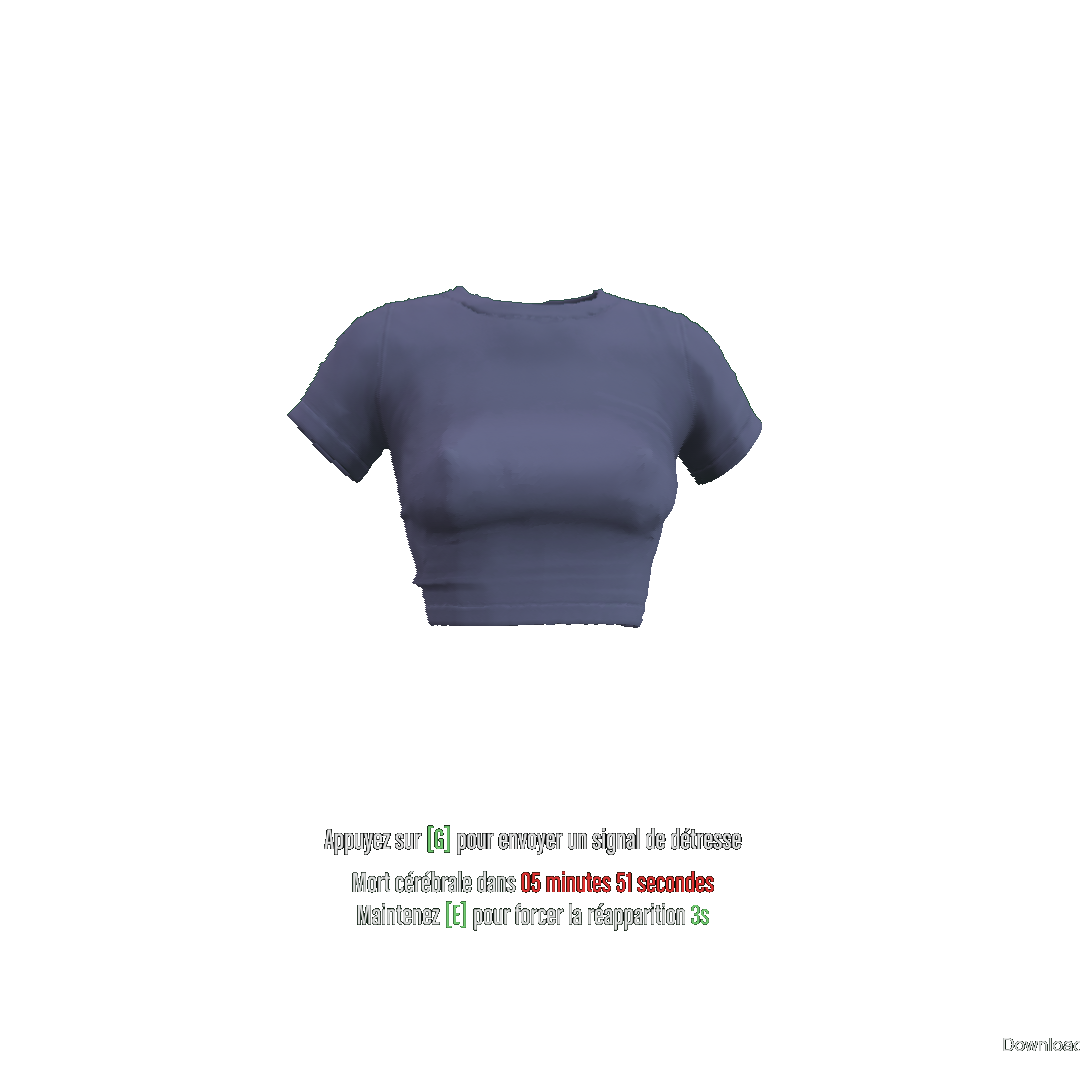 Appuyez sur [G] pour envoyer un signal de détresse
Mort cérébrale dans 05 minutes 51 secondes
Maintenez [E] pour forcer la réapparition 3s
Download